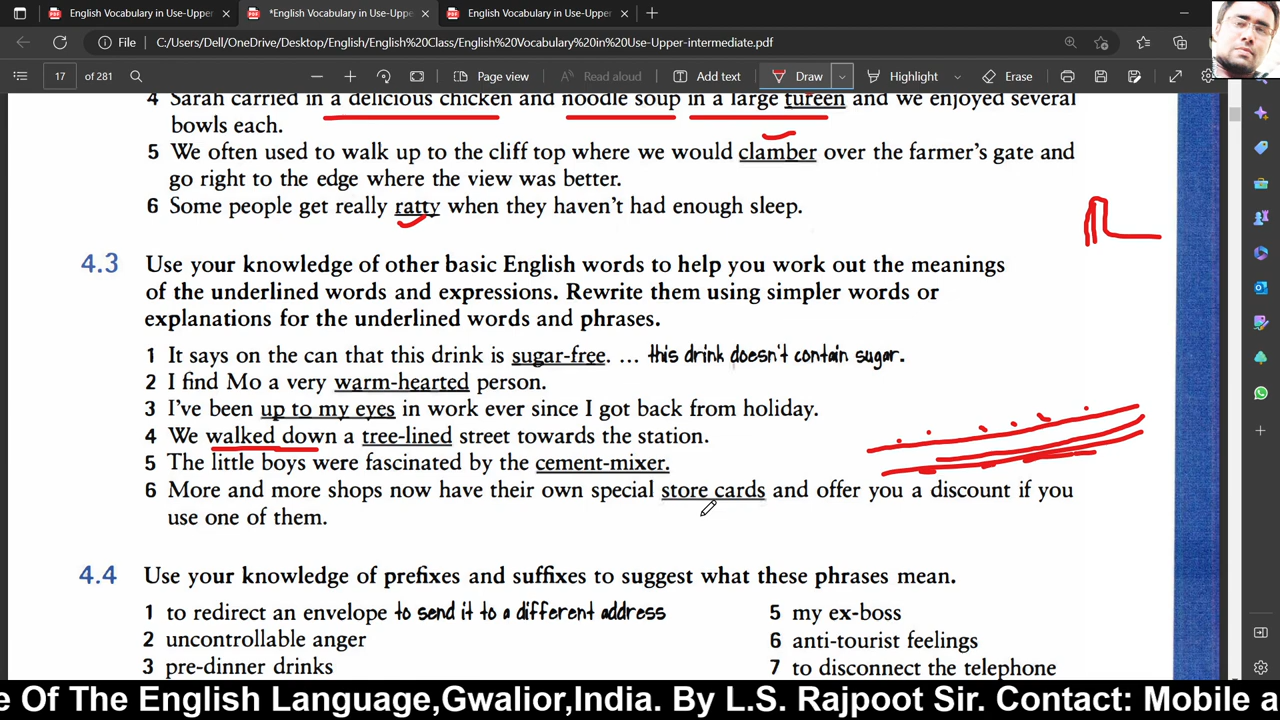 English Vocabulary in Use-Upper
*English Vocabulary in Use-Uppe
English Vocabulary in Use-Upper
File C:/Users/Dell/OneDrive/Desktop/English/English%20Class/English%20Vocabulary%20in%20Use-Upper-intermediate.pdf
17 of 281 Page view Read aloud Add text Draw Highlight Erase
4 Sarah carried in a delicious chicken and noodle soup in a large tureen and we enjoyed several
bowls each.
5 We often used to walk up to the cliff top where we would clamber over the farmer's gate and
go right to the edge where the view was better.
6 Some people get really ratty when they haven't had enough sleep.
4.3 Use your knowledge of other basic English words to help you work out the meanings
of the underlined words and expressions. Rewrite them using simpler words or
explanations for the underlined words and phrases.
1 It says on the can that this drink is sugar-free. ... this drink doesn't contain sugar.
2 I find Mo a very warm-hearted person.
3 I've been up to my eyes in work ever since I got back from holiday.
4 We walked down a tree-lined street towards the station.
5 The little boys were fascinated by the cement-mixer.
6 More and more shops now have their own special store cards and offer you a discount if you
use one of them.
4.4 Use your knowledge of prefixes and suffixes to suggest what these phrases mean.
1 to redirect an envelope to send it to a different address
2 uncontrollable anger
3 pre-dinner drinks
5 my ex-boss
6 anti-tourist feelings
7 to disconnect the telephone
e Of The English Language,Gwalior,India. By L.S. Rajpoot Sir. Contact: Mobile a